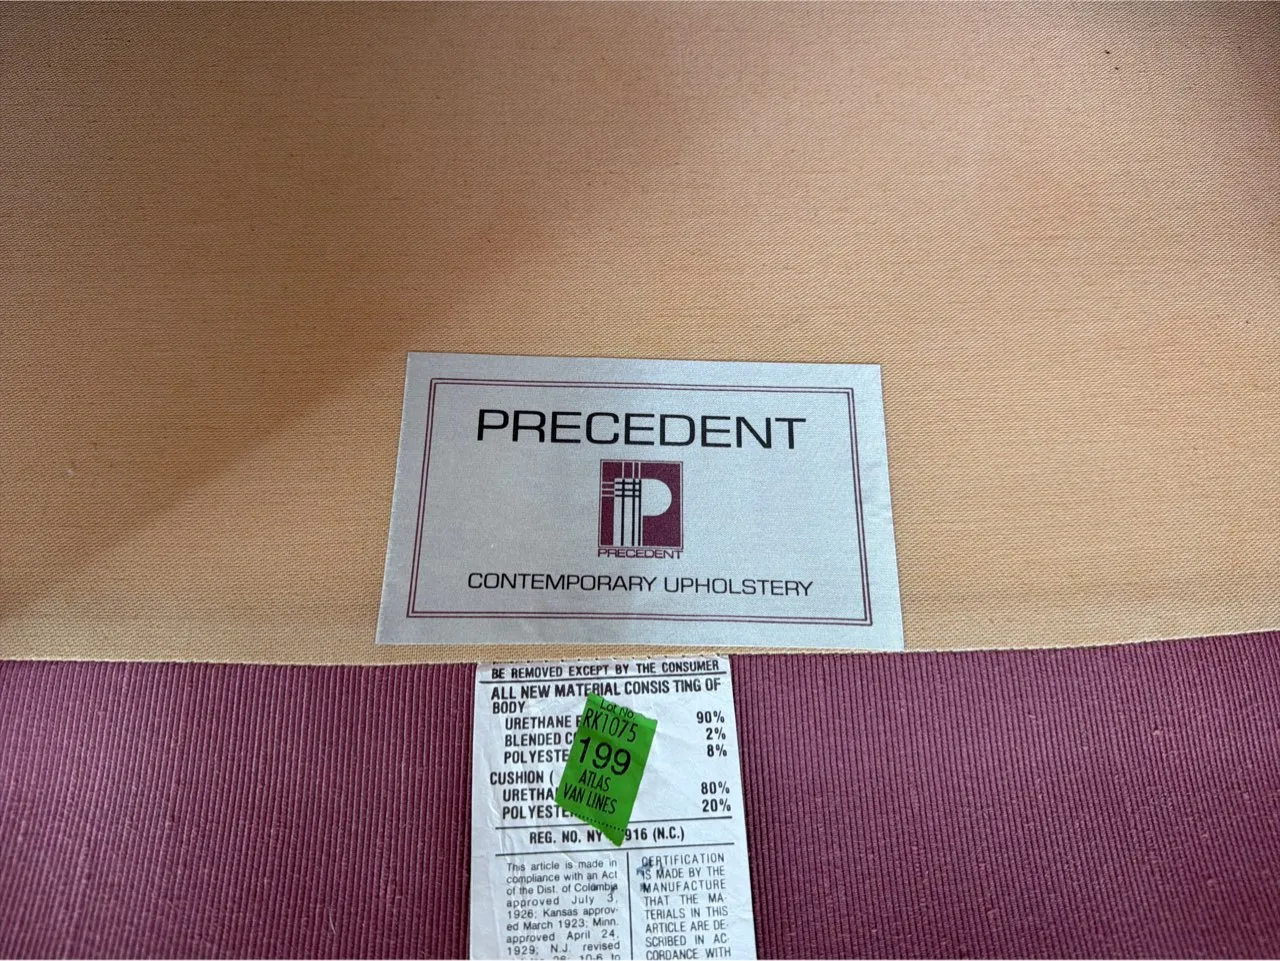 PRECEDENT
P
PRECEDENT
CONTEMPORARY UPHOLSTERY
BE REMOVED EXCEPT BY THE CONSUMER
ALL NEW MATERIAL CONSIS TING OF
BODY
URETHANE 90%
BLENDED 2%
POLYESTE 8%
CUSHION (
URETHA 80%
POLYESTE 20%
REG. NO. NY 916 (N.C.)
Lot No.
RK1075
199
ATLAS
VAN LINES
This article is made in
compliance with an Act
of the Dist. of Columbia
approved July 3,
1926; Kansas approv-
ed March 1923; Minn.
approved April 24,
1929; N.J. revised
CERTIFICATION
IS MADE BY THE
MANUFACTURE
THAT THE MA-
TERIALS IN THIS
ARTICLE ARE DE-
SCRIBED IN AC-
CORDANCE WITH